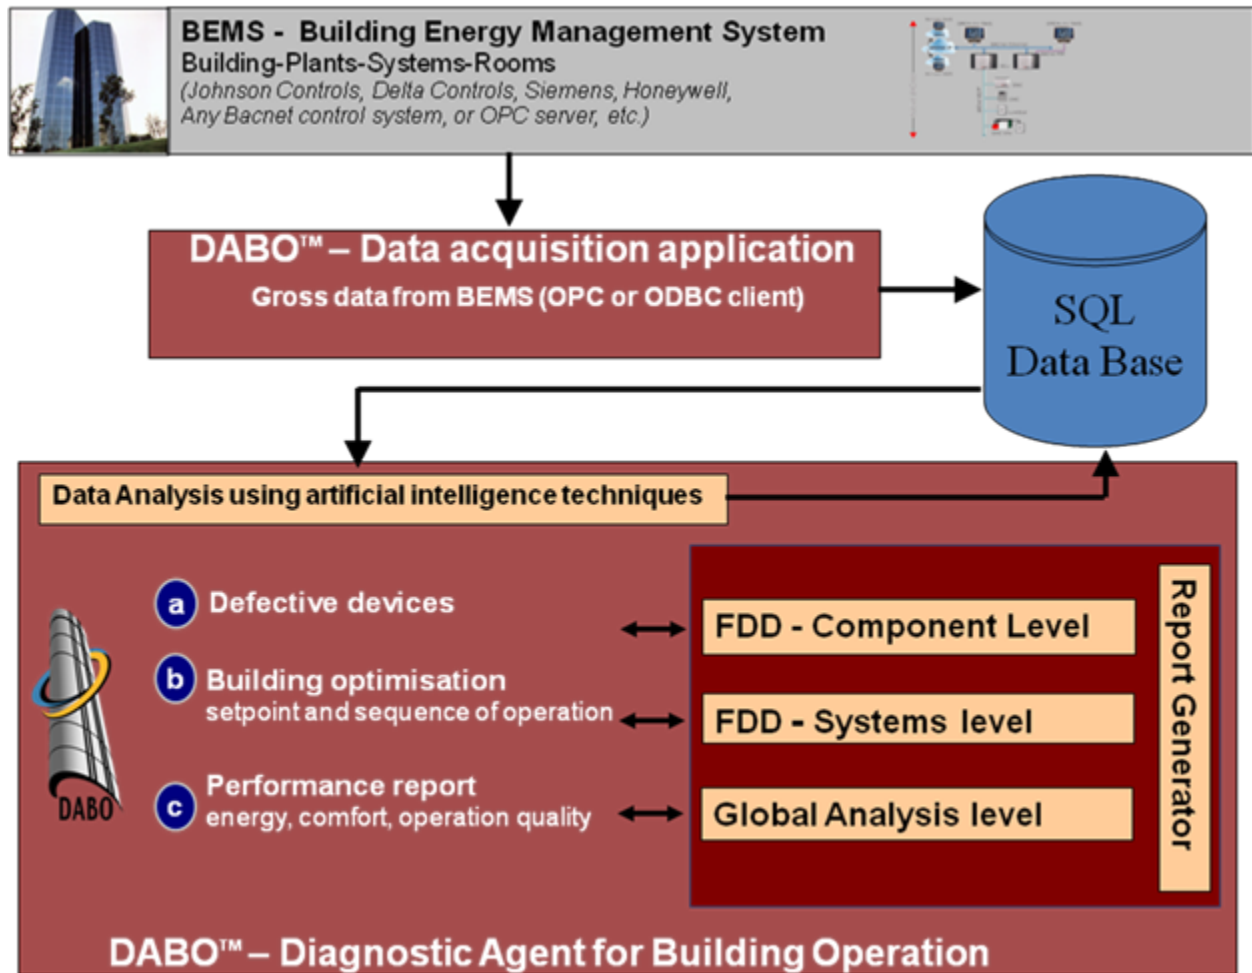 BEMS - Building Energy Management System
Building-Plants-Systems-Rooms
(Johnson Controls, Delta Controls, Siemens, Honeywell,
Any Bacnet control system, or OPC server, etc.)
DABO™ – Data acquisition application
Gross data from BEMS (OPC or ODBC client)
SQL
Data Base
Data Analysis using artificial intelligence techniques
a Defective devices
b Building optimisation
setpoint and sequence of operation
c Performance report
energy, comfort, operation quality
FDD - Component Level
FDD - Systems level
Global Analysis level
Report Generator
DABO
DABO™ – Diagnostic Agent for Building Operation